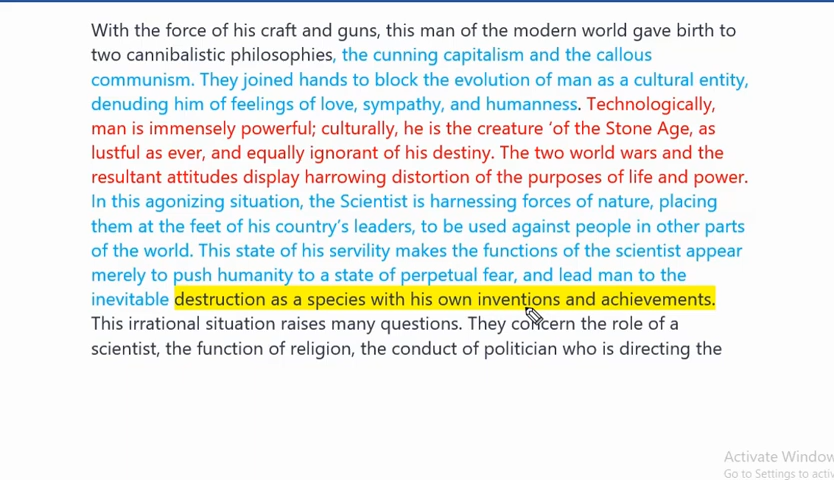 With the force of his craft and guns, this man of the modern world gave birth to
two cannibalistic philosophies, the cunning capitalism and the callous
communism. They joined hands to block the evolution of man as a cultural entity,
denuding him of feelings of love, sympathy, and humanness. Technologically,
man is immensely powerful; culturally, he is the creature ‘of the Stone Age, as
lustful as ever, and equally ignorant of his destiny. The two world wars and the
resultant attitudes display harrowing distortion of the purposes of life and power.
In this agonizing situation, the Scientist is harnessing forces of nature, placing
them at the feet of his country’s leaders, to be used against people in other parts
of the world. This state of his servility makes the functions of the scientist appear
merely to push humanity to a state of perpetual fear, and lead man to the
inevitable destruction as a species with his own inventions and achievements.
This irrational situation raises many questions. They concern the role of a
scientist, the function of religion, the conduct of politician who is directing the
Activate Window
Go to Settings to activ